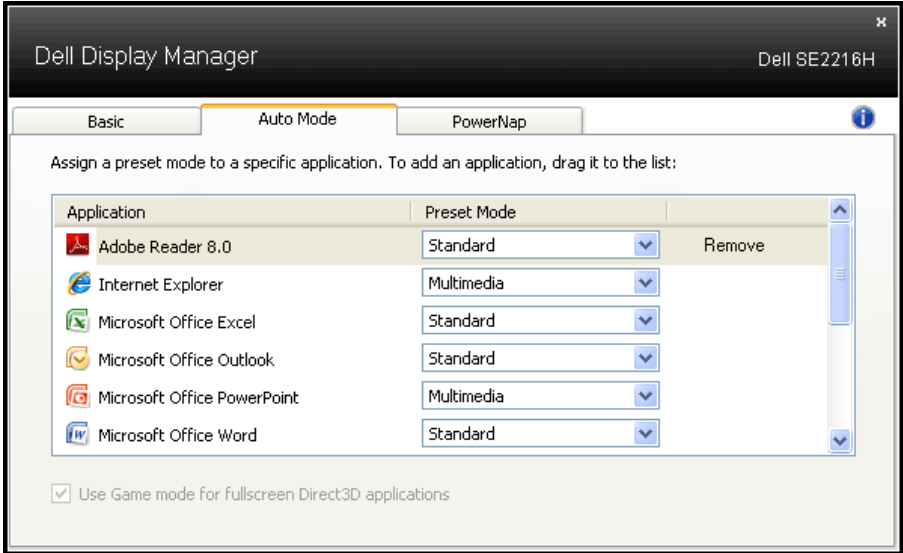 Dell Display Manager
Dell SE2216H
Basic Auto Mode PowerNap
Assign a preset mode to a specific application. To add an application, drag it to the list:
Application Preset Mode
Adobe Reader 8.0 Standard Remove
Internet Explorer Multimedia
Microsoft Office Excel Standard
Microsoft Office Outlook Standard
Microsoft Office PowerPoint Multimedia
Microsoft Office Word Standard
Use Game mode for fullscreen Direct3D applications